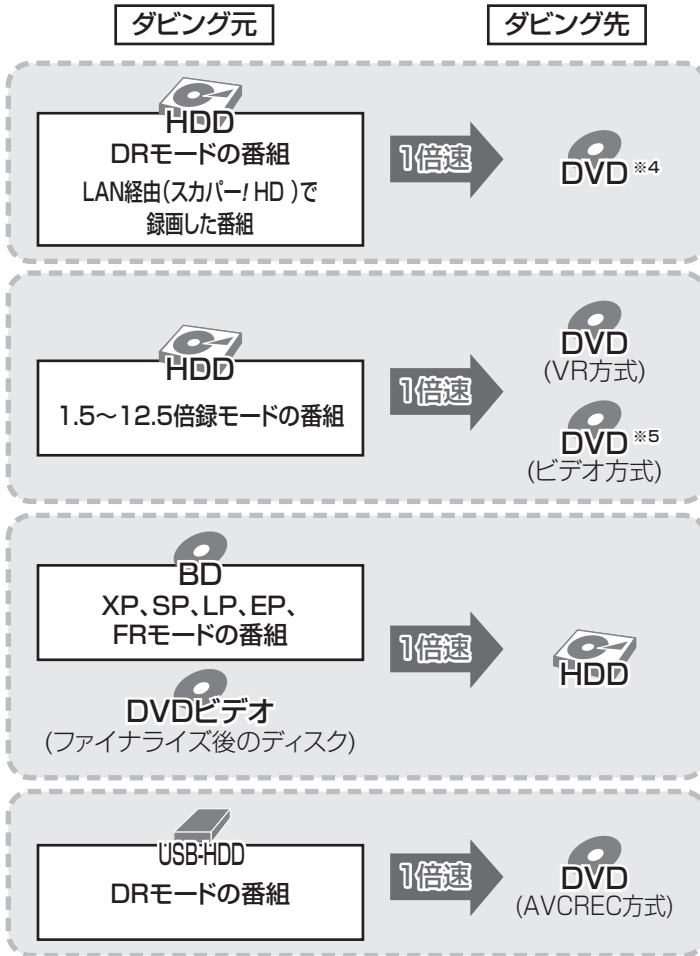 ダビング元
ダビング先
HDD
DRモードの番組
LAN経由(スカパー!HD)で
録画した番組
1倍速
DVD※4
HDD
1.5〜12.5倍録モードの番組
1倍速
DVD
(VR方式)
DVD※5
(ビデオ方式)
BD
XP、SP、LP、EP、
FRモードの番組
DVDビデオ
(ファイナライズ後のディスク)
1倍速
HDD
USB-HDD
DRモードの番組
1倍速
DVD
(AVCREC方式)